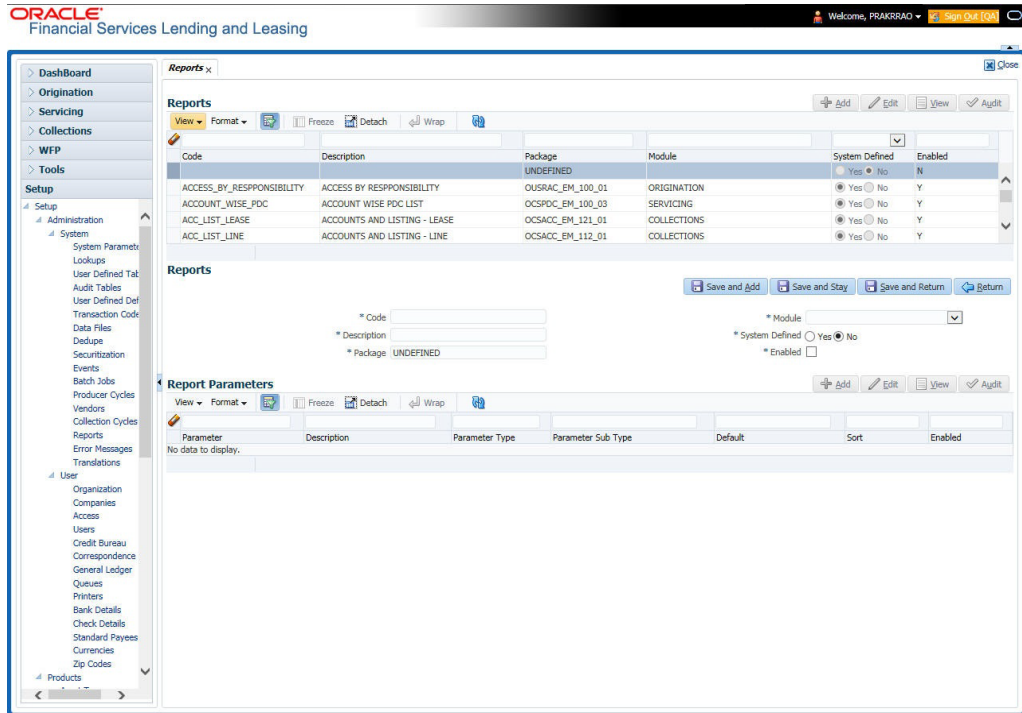 ORACLE
Financial Services Lending and Leasing
Welcome, PRAKRRAO
Sign Out [QA]
DashBoard
Origination
Servicing
Collections
WFP
Tools
Setup
Setup
Administration
System
System Paramete
Lookups
User Defined Tab
Audit Tables
User Defined Def
Transaction Code
Data Files
Dedupe
Securitization
Events
Batch Jobs
Producer Cycles
Vendors
Collection Cycles
Reports
Error Messages
Translations
User
Organization
Companies
Access
Users
Credit Bureau
Correspondence
General Ledger
Queues
Printers
Bank Details
Check Details
Standard Payees
Currencies
Zip Codes
Products
Reports
Close
Reports
Add Edit View Audit
View Format Freeze Detach Wrap
Code Description Package Module System Defined Enabled
UNDEFINED Yes No N
ACCESS_BY_RESPPONSIBILITY ACCESS BY RESPPONSIBILITY OUSRAC_EM_100_01 ORIGINATION Yes No Y
ACCOUNT_WISE_PDC ACCOUNT WISE PDC LIST OCSPDC_EM_100_03 SERVICING Yes No Y
ACC_LIST_LEASE ACCOUNTS AND LISTING - LEASE OCSACC_EM_121_01 COLLECTIONS Yes No Y
ACC_LIST_LINE ACCOUNTS AND LISTING - LINE OCSACC_EM_112_01 COLLECTIONS Yes No Y
Reports
Save and Add Save and Stay Save and Return Return
* Code
* Description
* Package UNDEFINED
* Module
* System Defined Yes No
* Enabled
Report Parameters
Add Edit View Audit
View Format Freeze Detach Wrap
Parameter Description Parameter Type Parameter Sub Type Default Sort Enabled
No data to display.